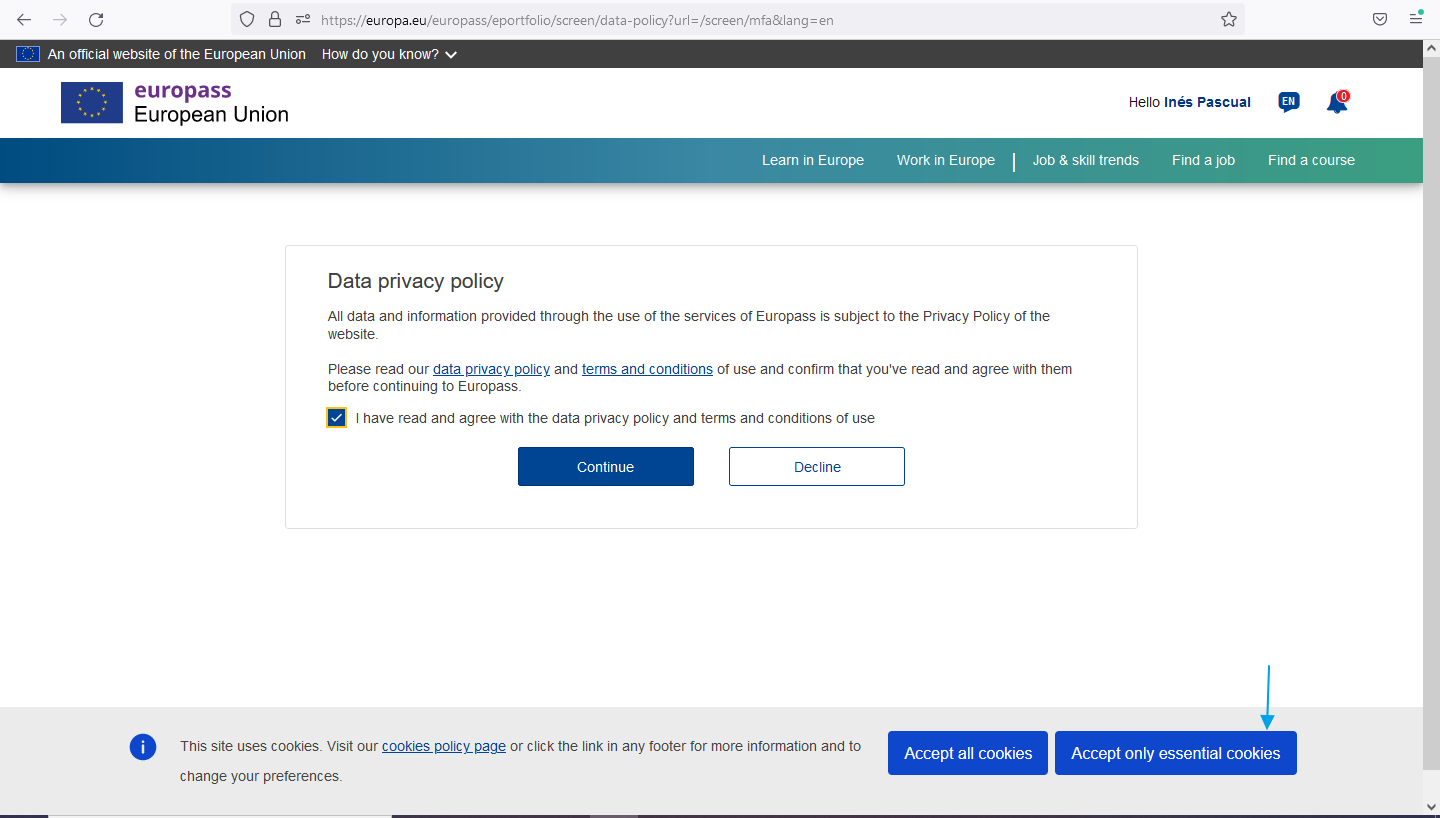 https://europa.eu/europass/eportfolio/screen/data-policy?url=/screen/mfa&lang=en
An official website of the European Union How do you know?
europass
European Union
Hello Inés Pascual EN 0
Learn in Europe Work in Europe Job & skill trends Find a job Find a course
Data privacy policy
All data and information provided through the use of the services of Europass is subject to the Privacy Policy of the
website.
Please read our data privacy policy and terms and conditions of use and confirm that you've read and agree with them
before continuing to Europass.
I have read and agree with the data privacy policy and terms and conditions of use
Continue Decline
This site uses cookies. Visit our cookies policy page or click the link in any footer for more information and to
change your preferences.
Accept all cookies Accept only essential cookies